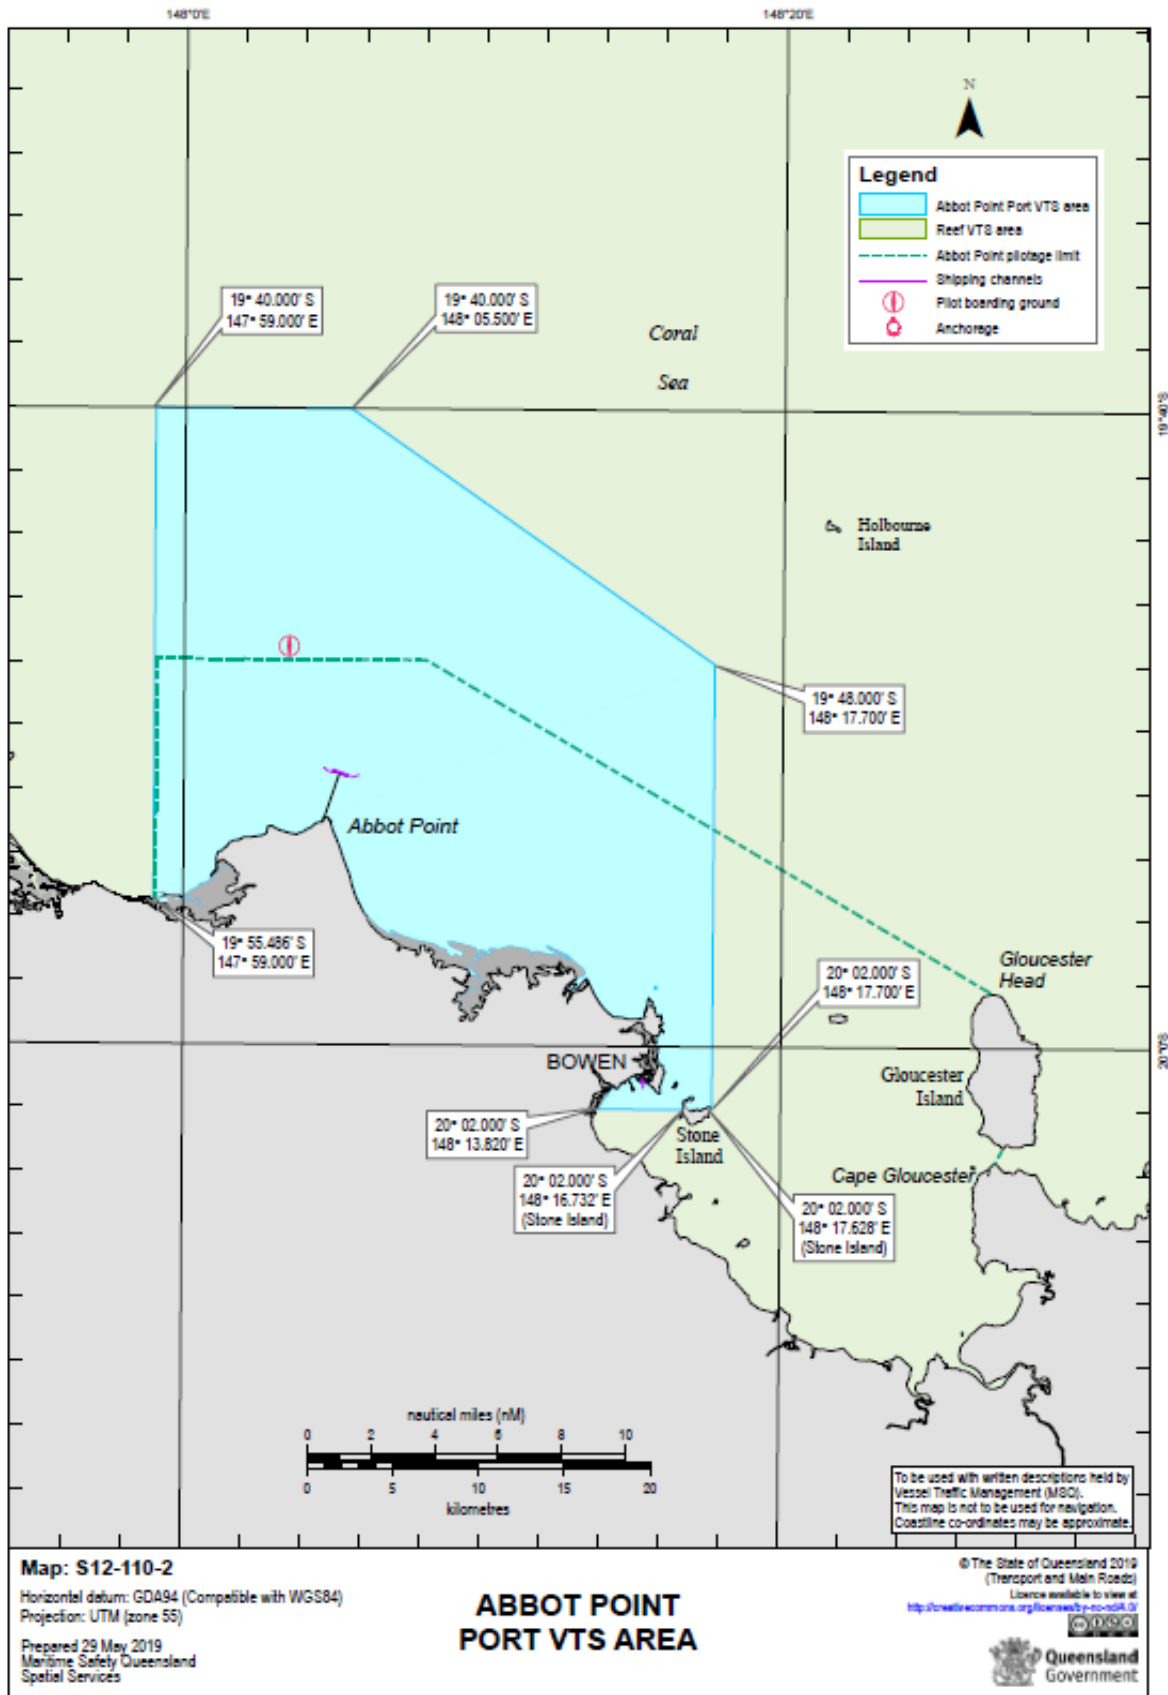 148°0'E
148°20'E
N
Legend
Abbot Point Port VTS area
Reef VTS area
Abbot Point pilotage limit
Shipping channels
Pilot boarding ground
Anchorage
19° 40.000' S
147° 59.000' E
19° 40.000' S
148° 05.500' E
Coral
Sea
19°40'S
Holbourne
Island
19° 48.000' S
148° 17.700' E
Abbot Point
19° 55.486' S
147° 59.000' E
Gloucester
Head
20° 02.000' S
148° 17.700' E
20°0'S
BOWEN
Gloucester
Island
20° 02.000' S
148° 13.820' E
Stone
Island
Cape Gloucester
20° 02.000' S
148° 16.732' E
(Stone Island)
20° 02.000' S
148° 17.628' E
(Stone Island)
nautical miles (nM)
0 2 4 6 8 10
0 5 10 15 20
kilometres
To be used with written descriptions held by
Vessel Traffic Management (MSQ).
This map is not to be used for navigation.
Coastline co-ordinates may be approximate.
Map: S12-110-2
Horizontal datum: GDA94 (Compatible with WGS84)
Projection: UTM (zone 55)
Prepared 29 May 2019
Maritime Safety Queensland
Spatial Services
ABBOT POINT
PORT VTS AREA
© The State of Queensland 2019
(Transport and Main Roads)
Licence available to view at
http://creativecommons.org/licenses/by-nc-nd/4.0/
Queensland
Government